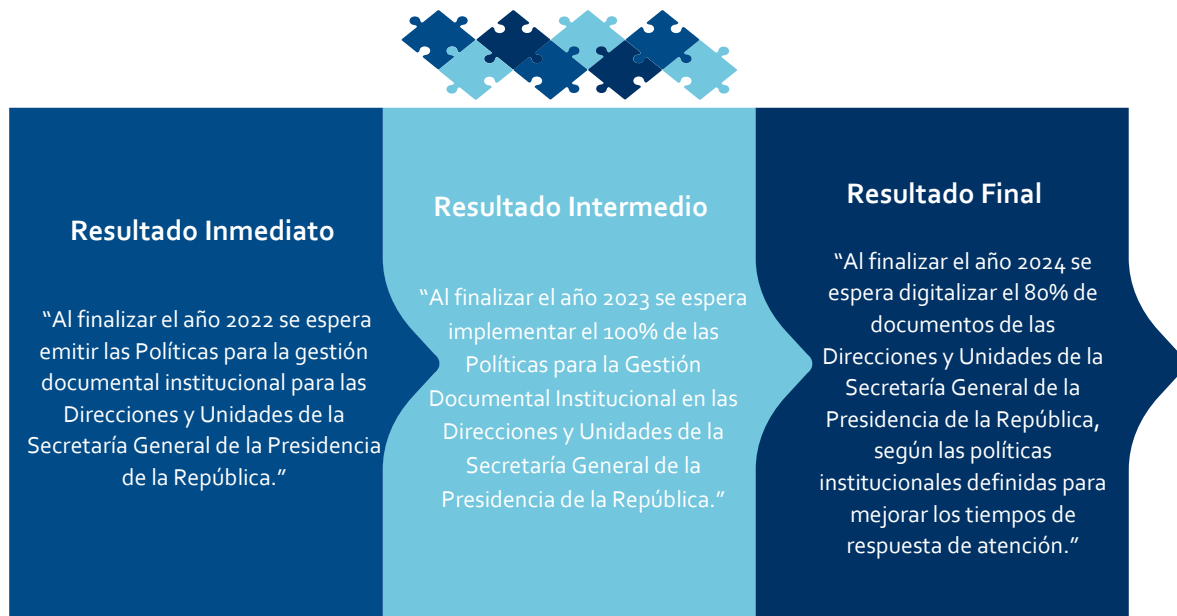 Resultado Inmediato
“Al finalizar el año 2022 se espera
emitir las Políticas para la gestión
documental institucional para las
Direcciones y Unidades de la
Secretaría General de la Presidencia
de la República.”
Resultado Intermedio
“Al finalizar el año 2023 se espera
implementar el 100% de las
Políticas para la Gestión
Documental Institucional en las
Direcciones y Unidades de la
Secretaría General de la
Presidencia de la República.”
Resultado Final
“Al finalizar el año 2024 se
espera digitalizar el 80% de
documentos de las
Direcciones y Unidades de la
Secretaría General de la
Presidencia de la República,
según las políticas
institucionales definidas para
mejorar los tiempos de
respuesta de atención.”